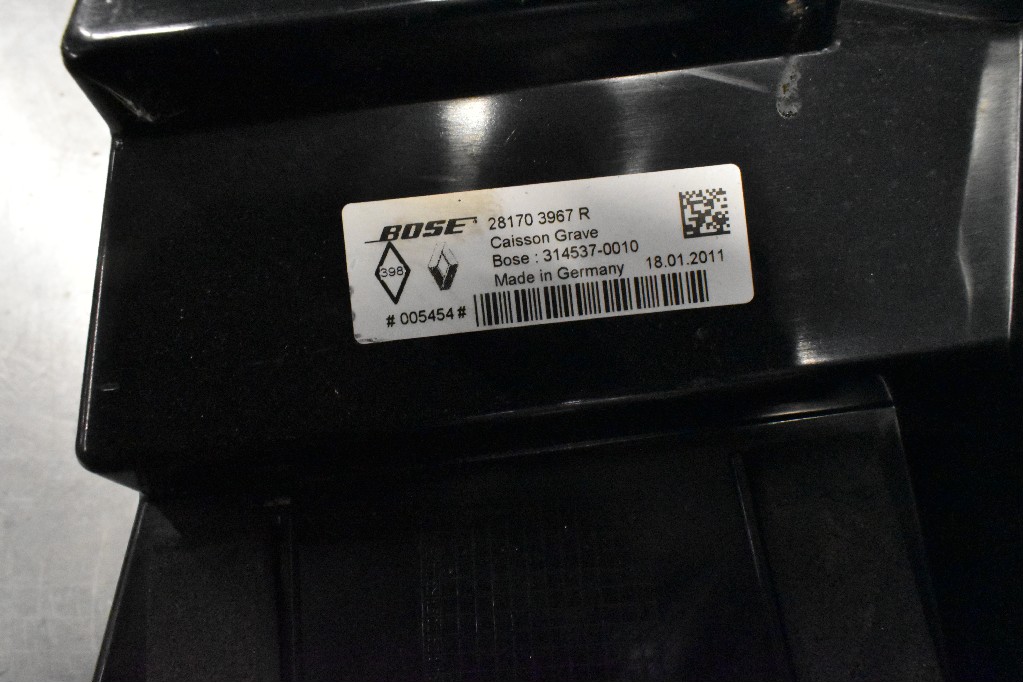 BOSE 28170 3967 R
Caisson Grave
Bose : 314537-0010
398 Made in Germany 18.01.2011
# 005454 #